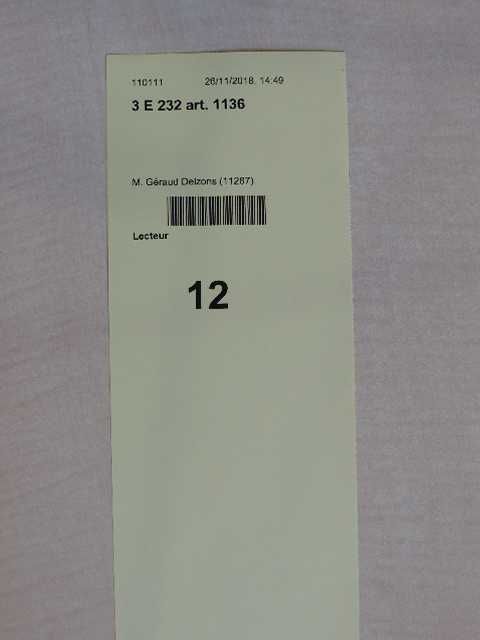 110111 26/11/2018, 14:49
3 E 232 art. 1136
M. Géraud Delzons (11287)
Lecteur
12